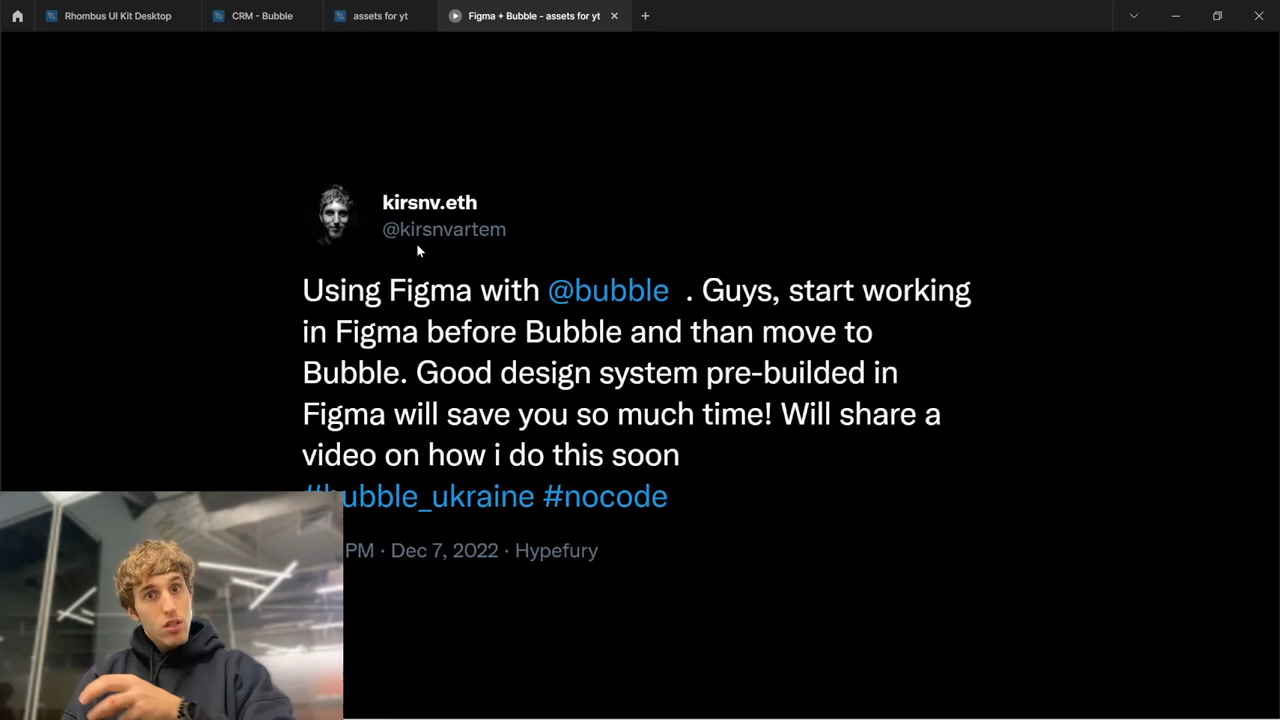 Rhombus UI Kit Desktop
CRM - Bubble
assets for yt
Figma + Bubble - assets for yt
kirsnv.eth
@kirsnvartem
Using Figma with @bubble . Guys, start working
in Figma before Bubble and than move to
Bubble. Good design system pre-builded in
Figma will save you so much time! Will share a
video on how i do this soon
#bubble_ukraine #nocode
PM · Dec 7, 2022 · Hypefury